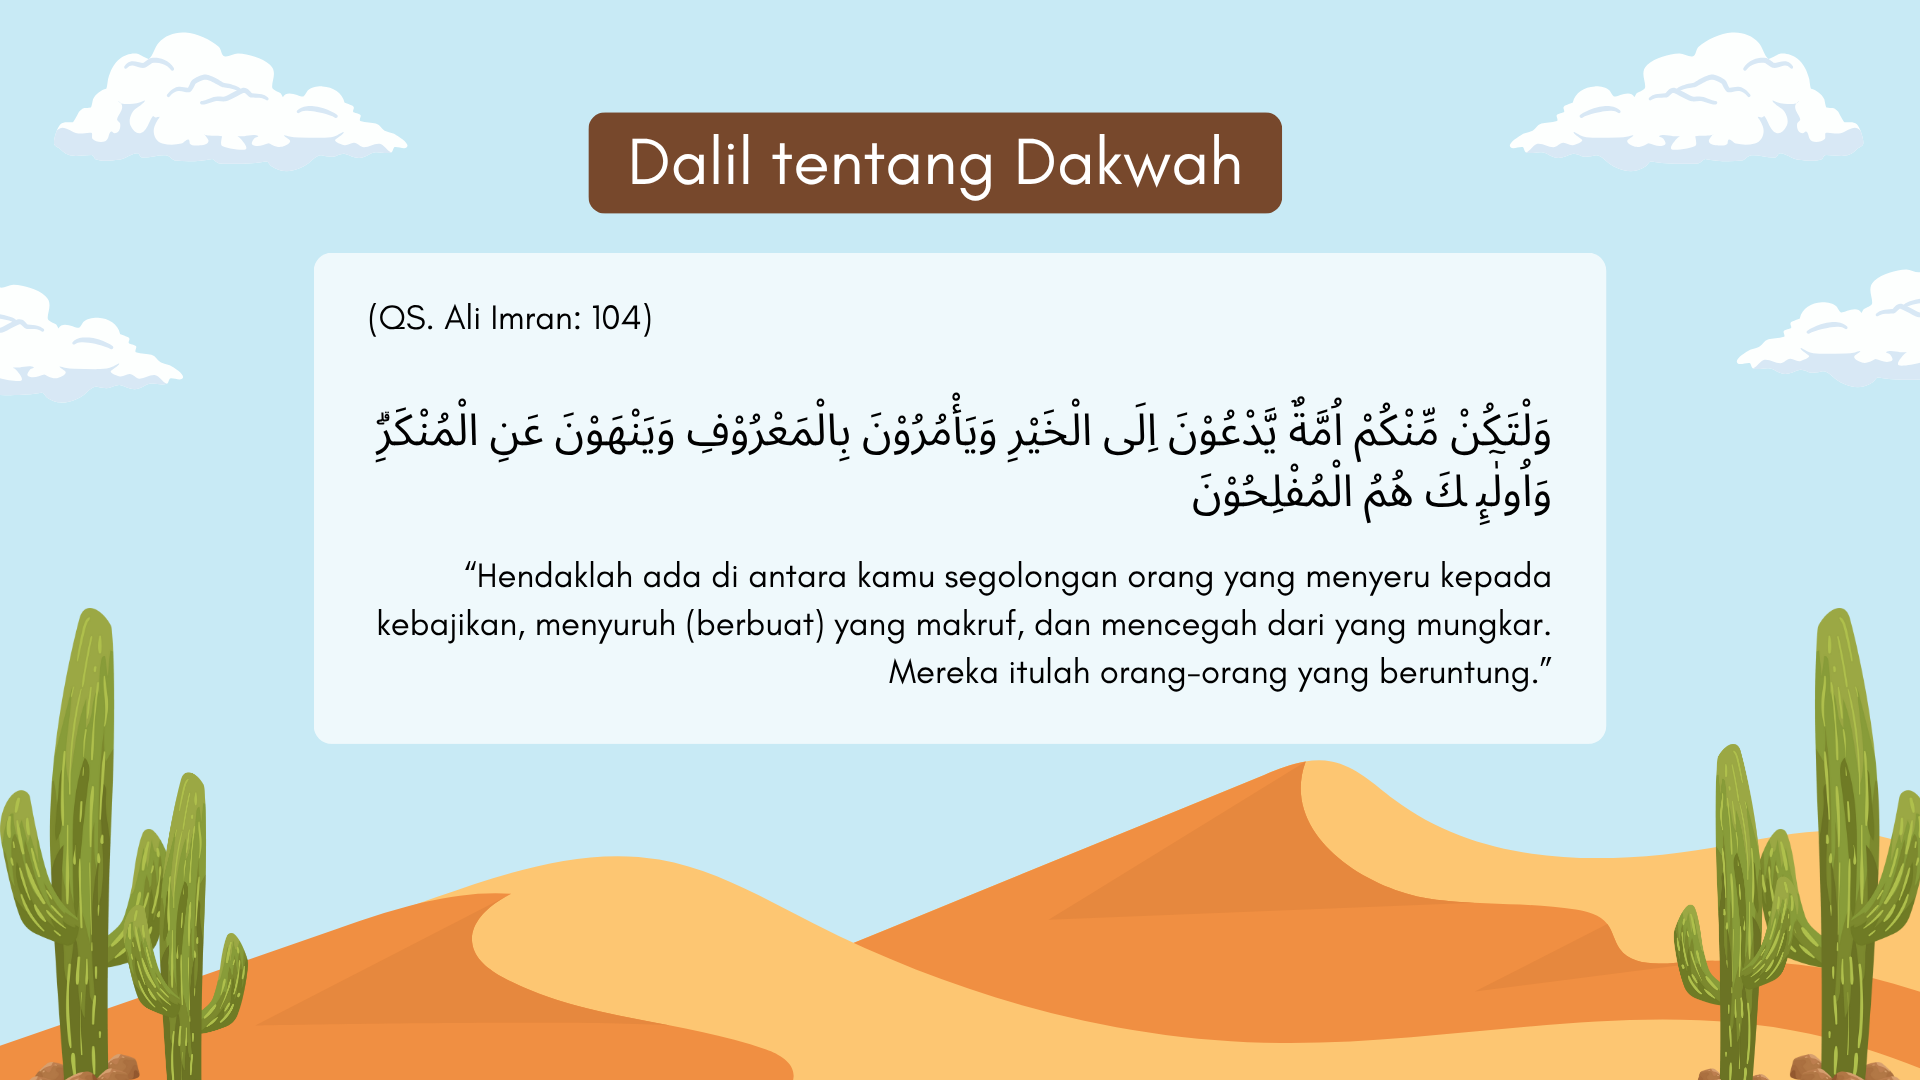 Dalil tentang Dakwah
(QS. Ali Imran: 104)
وَلْتَكُنْ مِّنْكُمْ اُمَّةٌ يَّدْعُوْنَ اِلَى الْخَيْرِ وَيَأْمُرُوْنَ بِالْمَعْرُوْفِ وَيَنْهَوْنَ عَنِ الْمُنْكَرِۗ
وَاُولٰۤىِٕكَ هُمُ الْمُفْلِحُوْنَ
“Hendaklah ada di antara kamu segolongan orang yang menyeru kepada
kebajikan, menyuruh (berbuat) yang makruf, dan mencegah dari yang mungkar.
Mereka itulah orang-orang yang beruntung.”